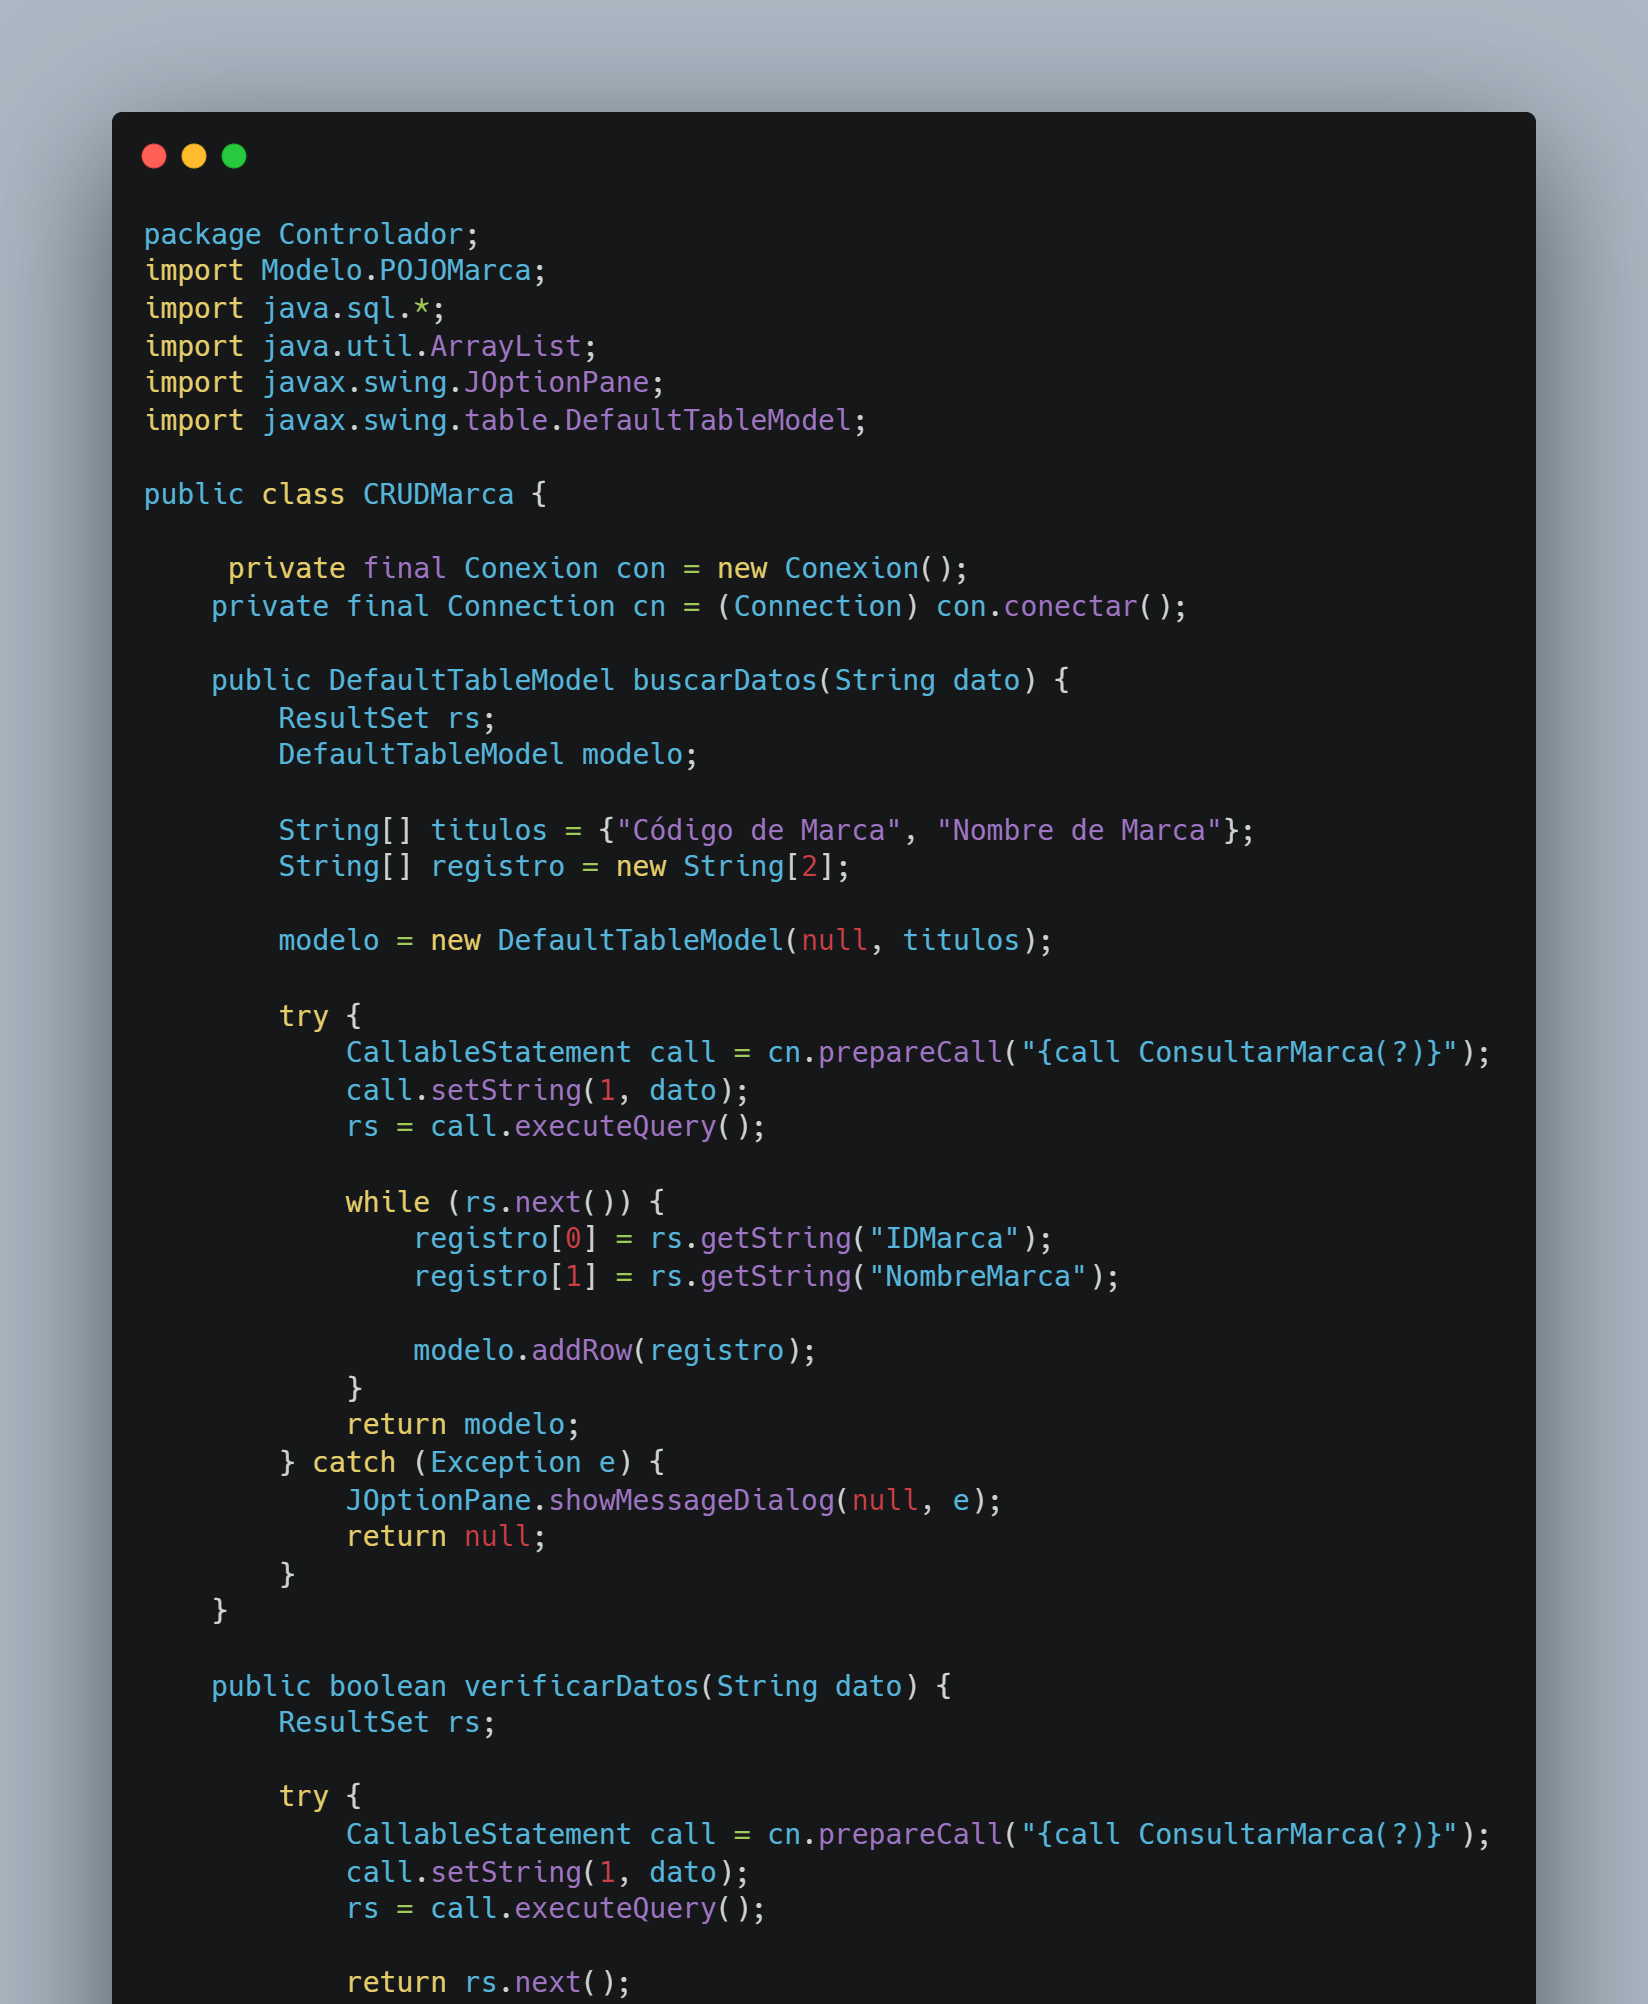 package Controlador;
import Modelo.POJOMarca;
import java.sql.*;
import java.util.ArrayList;
import javax.swing.JOptionPane;
import javax.swing.table.DefaultTableModel;

public class CRUDMarca {

     private final Conexion con = new Conexion();
    private final Connection cn = (Connection) con.conectar();

    public DefaultTableModel buscarDatos(String dato) {
        ResultSet rs;
        DefaultTableModel modelo;

        String[] titulos = {"Código de Marca", "Nombre de Marca"};
        String[] registro = new String[2];

        modelo = new DefaultTableModel(null, titulos);

        try {
            CallableStatement call = cn.prepareCall("{call ConsultarMarca(?)}");
            call.setString(1, dato);
            rs = call.executeQuery();

            while (rs.next()) {
                registro[0] = rs.getString("IDMarca");
                registro[1] = rs.getString("NombreMarca");

                modelo.addRow(registro);
            }
            return modelo;
        } catch (Exception e) {
            JOptionPane.showMessageDialog(null, e);
            return null;
        }
    }

    public boolean verificarDatos(String dato) {
        ResultSet rs;

        try {
            CallableStatement call = cn.prepareCall("{call ConsultarMarca(?)}");
            call.setString(1, dato);
            rs = call.executeQuery();

            return rs.next();